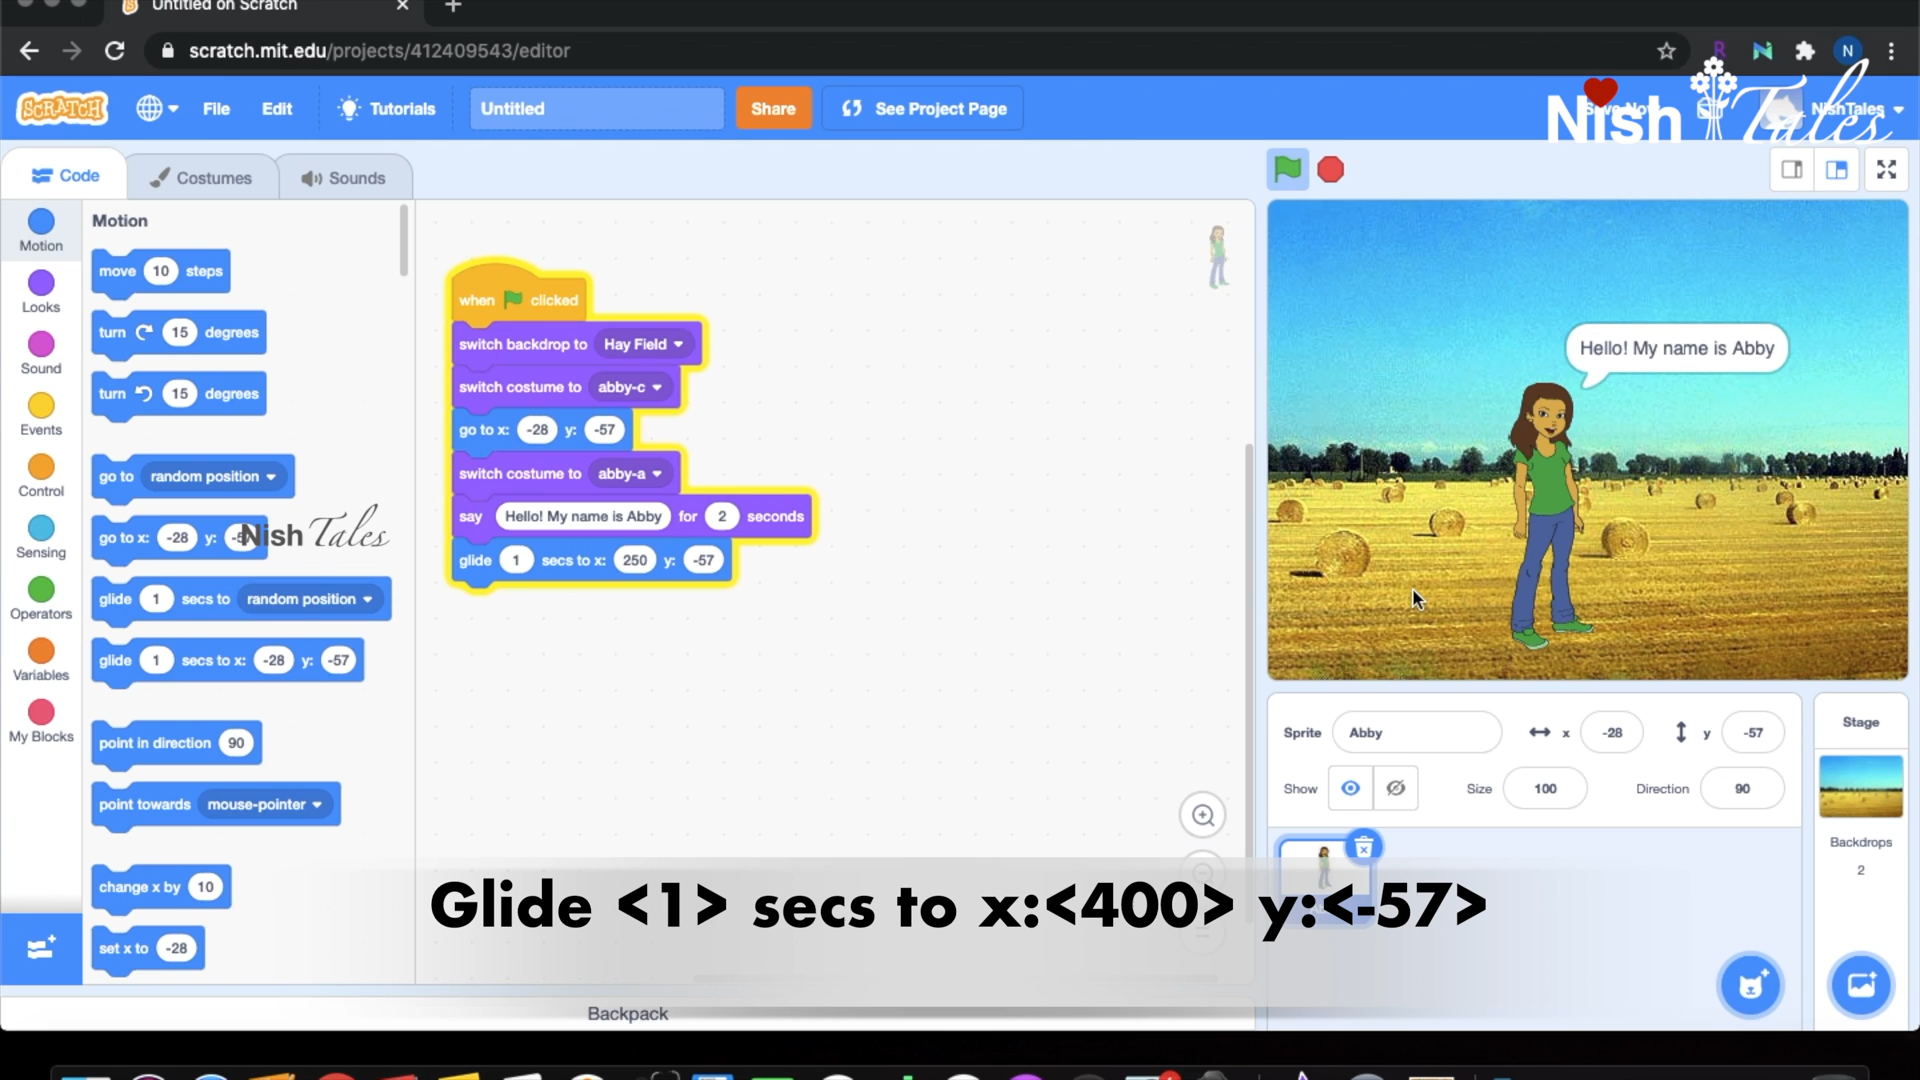 Untitled on Scratch
scratch.mit.edu/projects/412409543/editor
R
N
SCRATCH
File
Edit
Tutorials
Untitled
Share
See Project Page
Nish Tales
NishTales
Code
Costumes
Sounds
Motion
Looks
Sound
Events
Control
Sensing
Operators
Variables
My Blocks
Motion
move 10 steps
turn 15 degrees
turn 15 degrees
go to random position
go to x: -28 y:
Nish Tales
glide 1 secs to random position
glide 1 secs to x: -28 y: -57
point in direction 90
point towards mouse-pointer
change x by 10
set x to -28
when clicked
switch backdrop to Hay Field
switch costume to abby-c
go to x: -28 y: -57
switch costume to abby-a
say Hello! My name is Abby for 2 seconds
glide 1 secs to x: 250 y: -57
Hello! My name is Abby
Sprite Abby x -28 y -57
Show Size 100 Direction 90
Stage
Backdrops
2
Glide <1> secs to x:<400> y:<-57>
Backpack